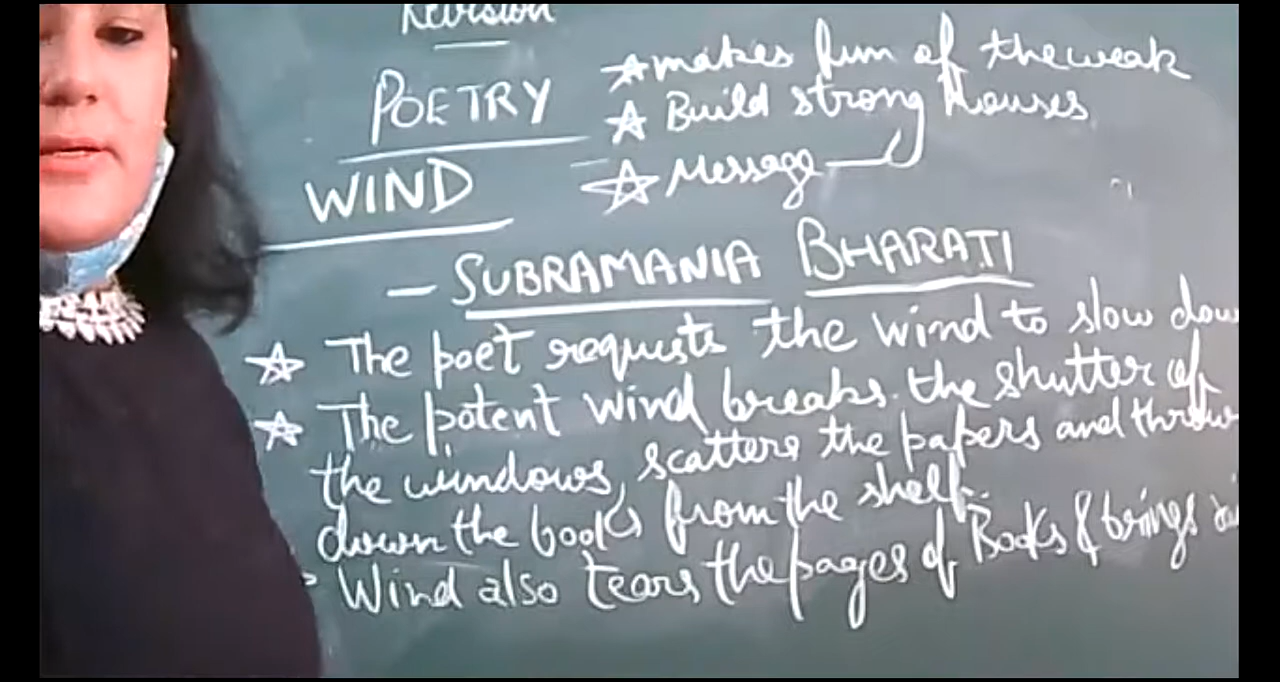 Revision
POETRY
WIND
☆ makes fun of the weak
☆ Build strong Houses
☆ Message
- SUBRAMANIA BHARATI
☆ The poet requests the wind to slow dow
☆ The potent wind breaks the shutter of
the windows, scatters the papers and throw
down the books from the shelf.
Wind also tears the pages of Books & brings